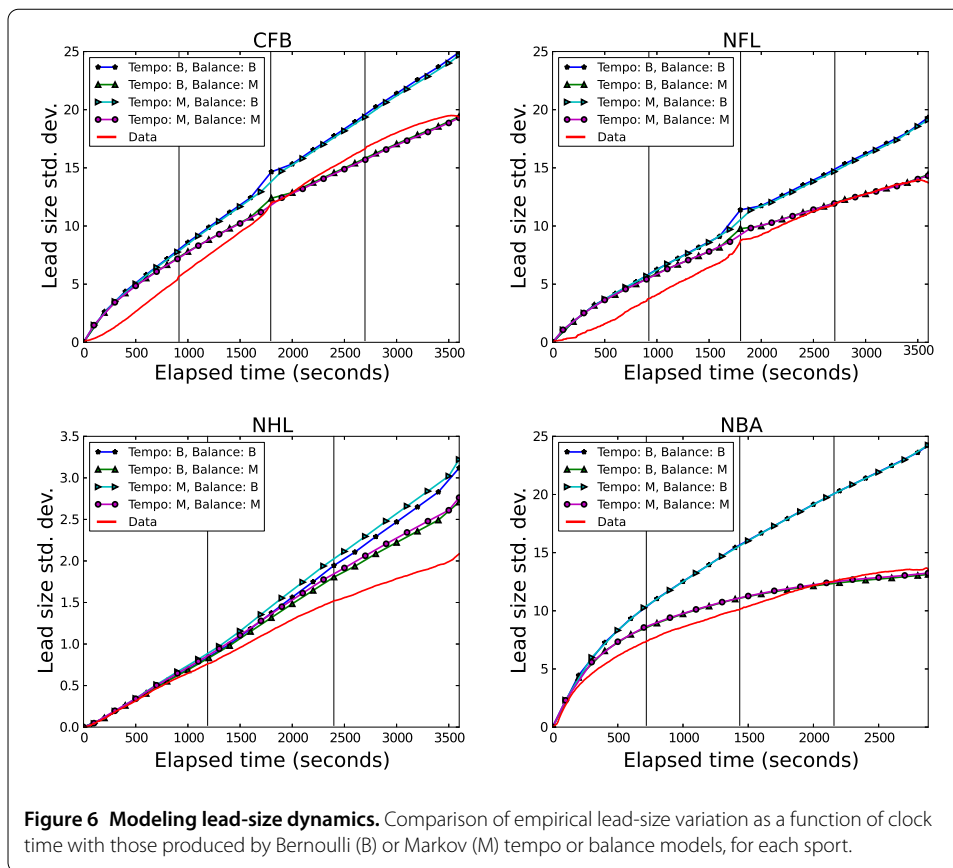 CFB
25
20
15
10
5
0
Lead size std. dev.
Tempo: B, Balance: B
Tempo: B, Balance: M
Tempo: M, Balance: B
Tempo: M, Balance: M
Data
0 500 1000 1500 2000 2500 3000 3500
Elapsed time (seconds)
NFL
25
20
15
10
5
0
Lead size std. dev.
Tempo: B, Balance: B
Tempo: B, Balance: M
Tempo: M, Balance: B
Tempo: M, Balance: M
Data
0 500 1000 1500 2000 2500 3000 3500
Elapsed time (seconds)
NHL
3.5
3.0
2.5
2.0
1.5
1.0
0.5
0.0
Lead size std. dev.
Tempo: B, Balance: B
Tempo: B, Balance: M
Tempo: M, Balance: B
Tempo: M, Balance: M
Data
0 500 1000 1500 2000 2500 3000 3500
Elapsed time (seconds)
NBA
25
20
15
10
5
0
Lead size std. dev.
Tempo: B, Balance: B
Tempo: B, Balance: M
Tempo: M, Balance: B
Tempo: M, Balance: M
Data
0 500 1000 1500 2000 2500
Elapsed time (seconds)
Figure 6 Modeling lead-size dynamics. Comparison of empirical lead-size variation as a function of clock
time with those produced by Bernoulli (B) or Markov (M) tempo or balance models, for each sport.